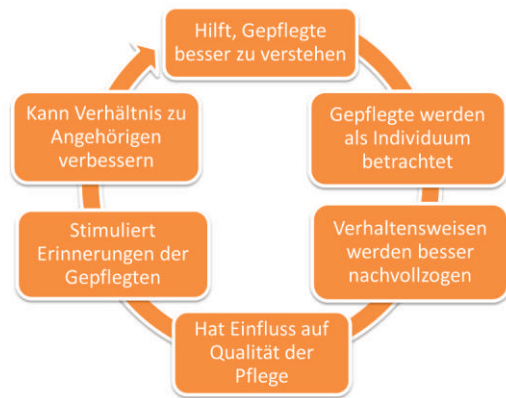 Hilft, Gepflegte
besser zu verstehen
Gepflegte werden
als Individuum
betrachtet
Verhaltensweisen
werden besser
nachvollzogen
Hat Einfluss auf
Qualität der
Pflege
Stimuliert
Erinnerungen der
Gepflegten
Kann Verhältnis zu
Angehörigen
verbessern